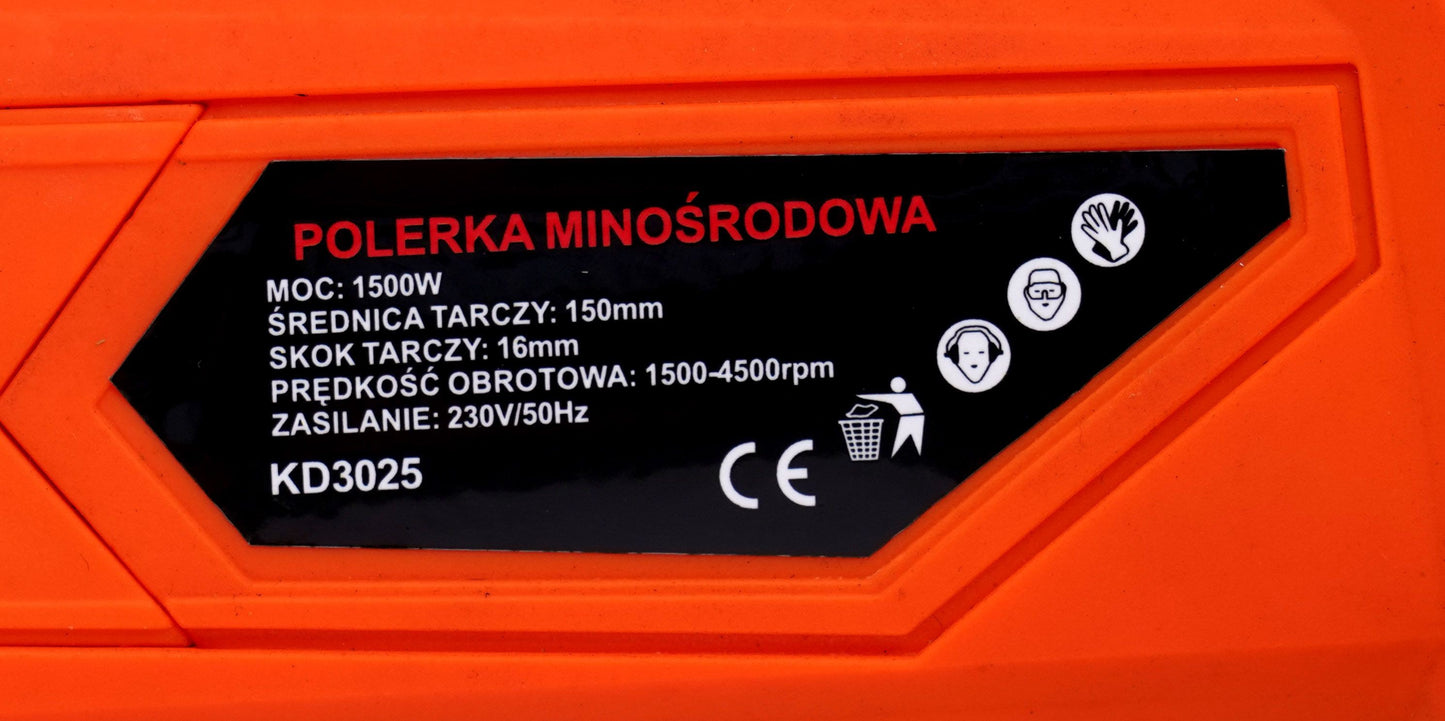 POLERKA MINOŚRODOWA
MOC: 1500W
ŚREDNICA TARCZY: 150mm
SKOK TARCZY: 16mm
PRĘDKOŚĆ OBROTOWA: 1500-4500rpm
ZASILANIE: 230V/50Hz
KD3025
CE